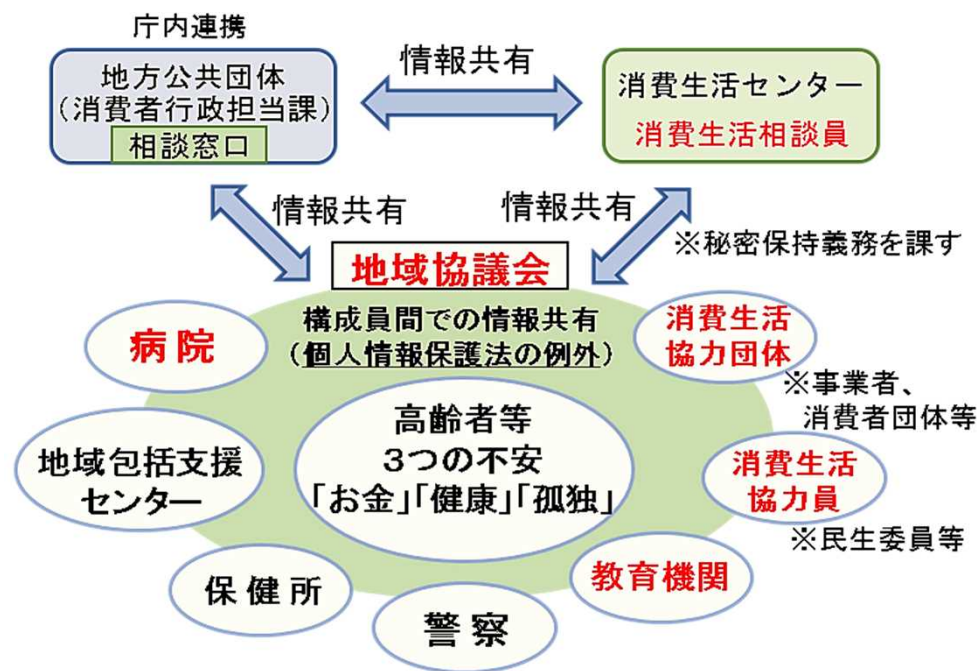 庁内連携
地方公共団体
(消費者行政担当課)
相談窓口
情報共有
消費生活センター
消費生活相談員
情報共有
情報共有
※秘密保持義務を課す
地域協議会
構成員間での情報共有
(個人情報保護法の例外)
病院
消費生活
協力団体
※事業者、
消費者団体等
高齢者等
3つの不安
「お金」「健康」「孤独」
地域包括支援
センター
消費生活
協力員
※民生委員等
保健所
教育機関
警察